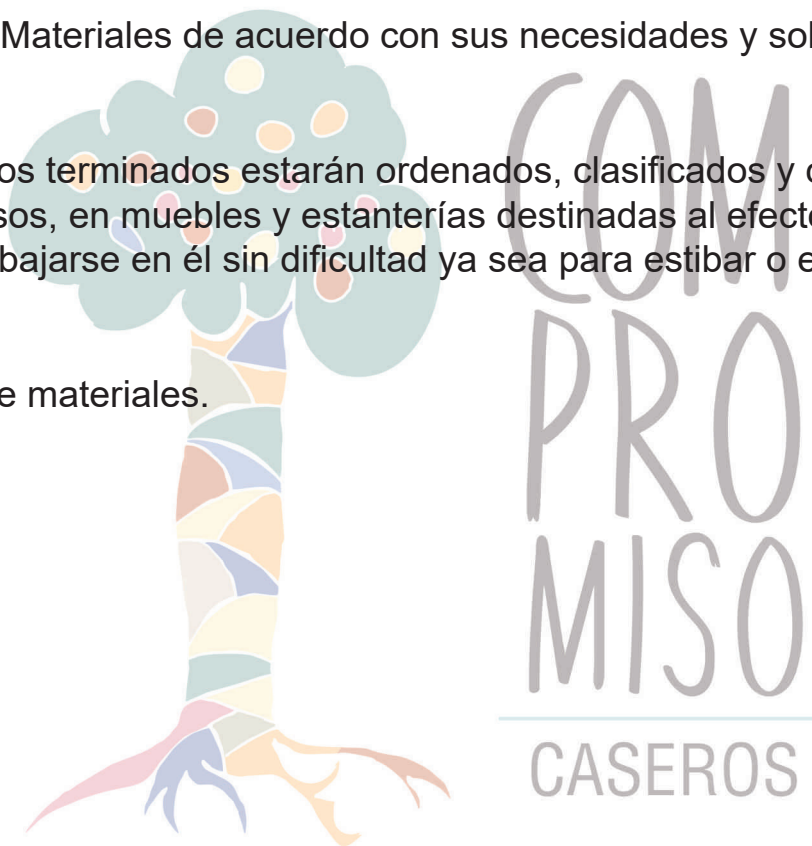 Materiales de acuerdo con sus necesidades y sol
os terminados estarán ordenados, clasificados y
sos, en muebles y estanterías destinadas al efecto
bajarse en él sin dificultad ya sea para estibar o e
e materiales.
COM
PRO
MISO
CASEROS